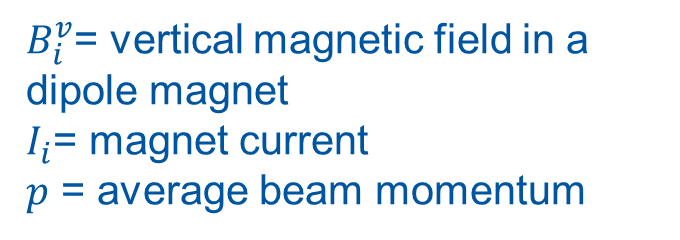 $B_i^v$= vertical magnetic field in a
dipole magnet
$I_i$= magnet current
$p$ = average beam momentum